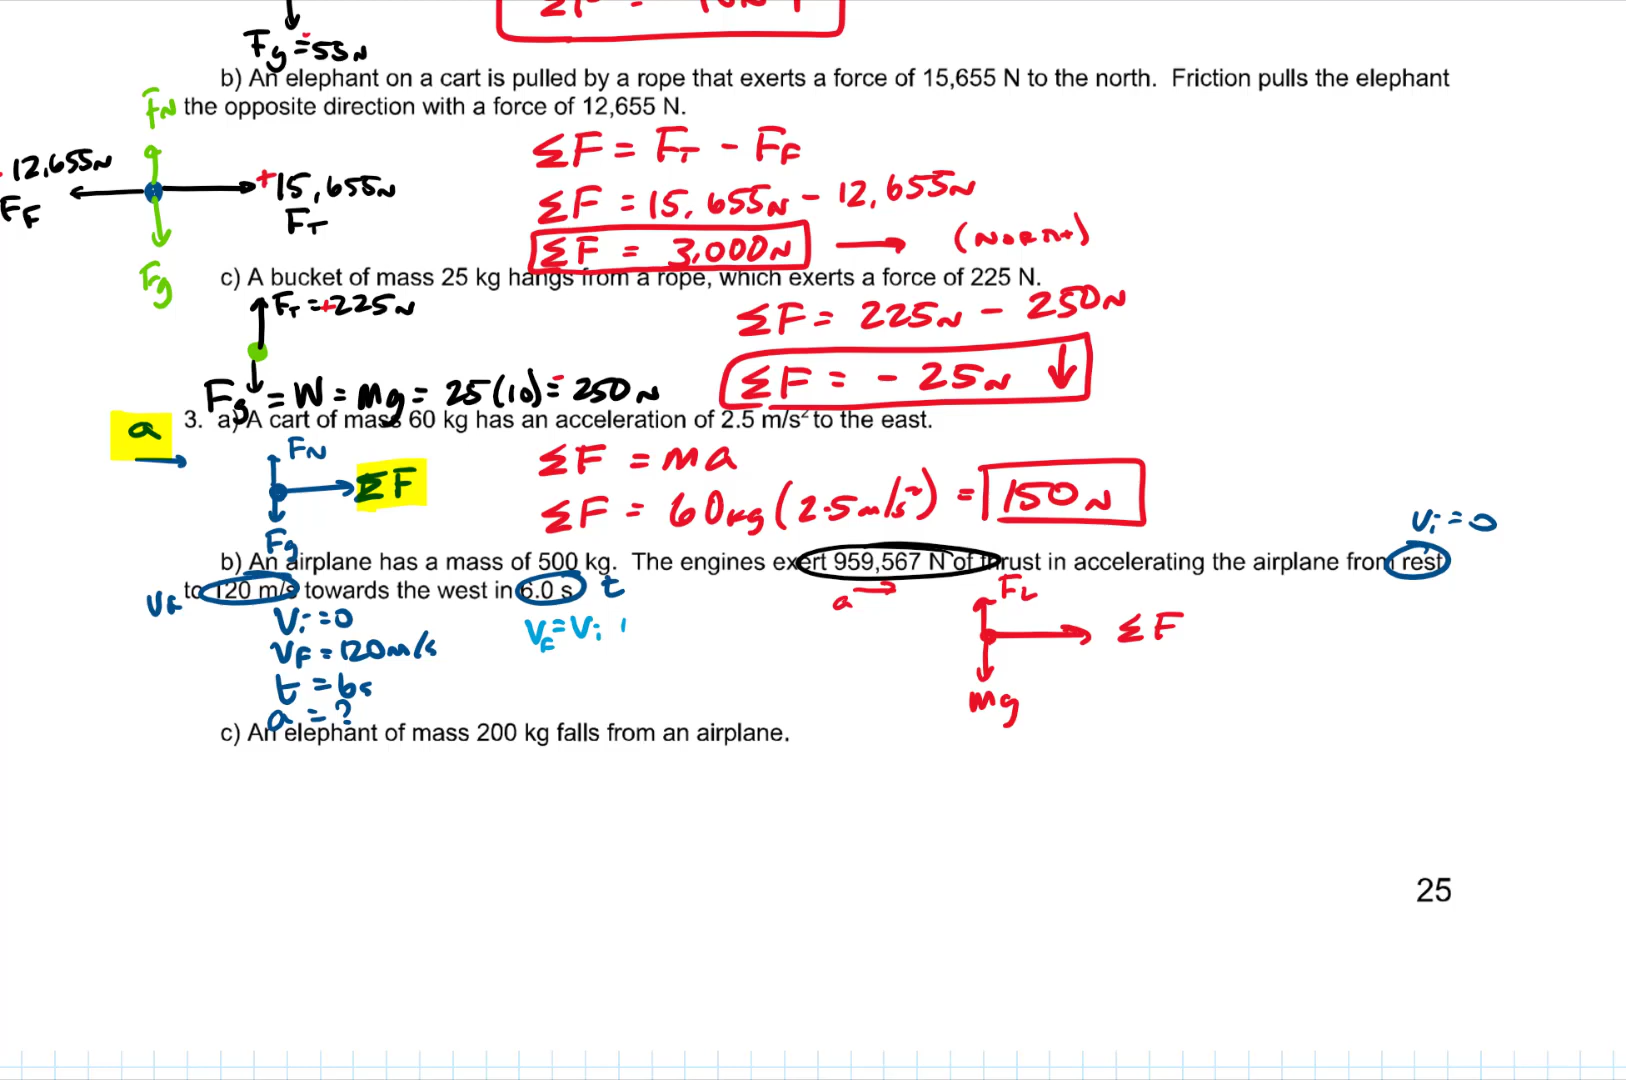 Fg = 55N
b) An elephant on a cart is pulled by a rope that exerts a force of 15,655 N to the north. Friction pulls the elephant
the opposite direction with a force of 12,655 N.
FN
12,655N
FF
+15,655N
FT
Fg
ΣF = FT - FF
ΣF = 15,655N - 12,655N
ΣF = 3,000N → (North)
c) A bucket of mass 25 kg hangs from a rope, which exerts a force of 225 N.
FT = +225N
Fg = W = mg = 25(10) = 250N
ΣF = 225N - 250N
ΣF = - 25N ↓
3. a) A cart of mass 60 kg has an acceleration of 2.5 m/s² to the east.
a
FN
ΣF
Fg
ΣF = ma
ΣF = 60kg (2.5m/s²) = 150N
Vi = 0
b) An airplane has a mass of 500 kg. The engines exert 959,567 N of thrust in accelerating the airplane from rest
to 120 m/s towards the west in 6.0 s.
VF
t
Vi = 0
VF = 120m/s
t = 6s
a = ?
VF = Vi
a
FL
ΣF
mg
c) An elephant of mass 200 kg falls from an airplane.
25